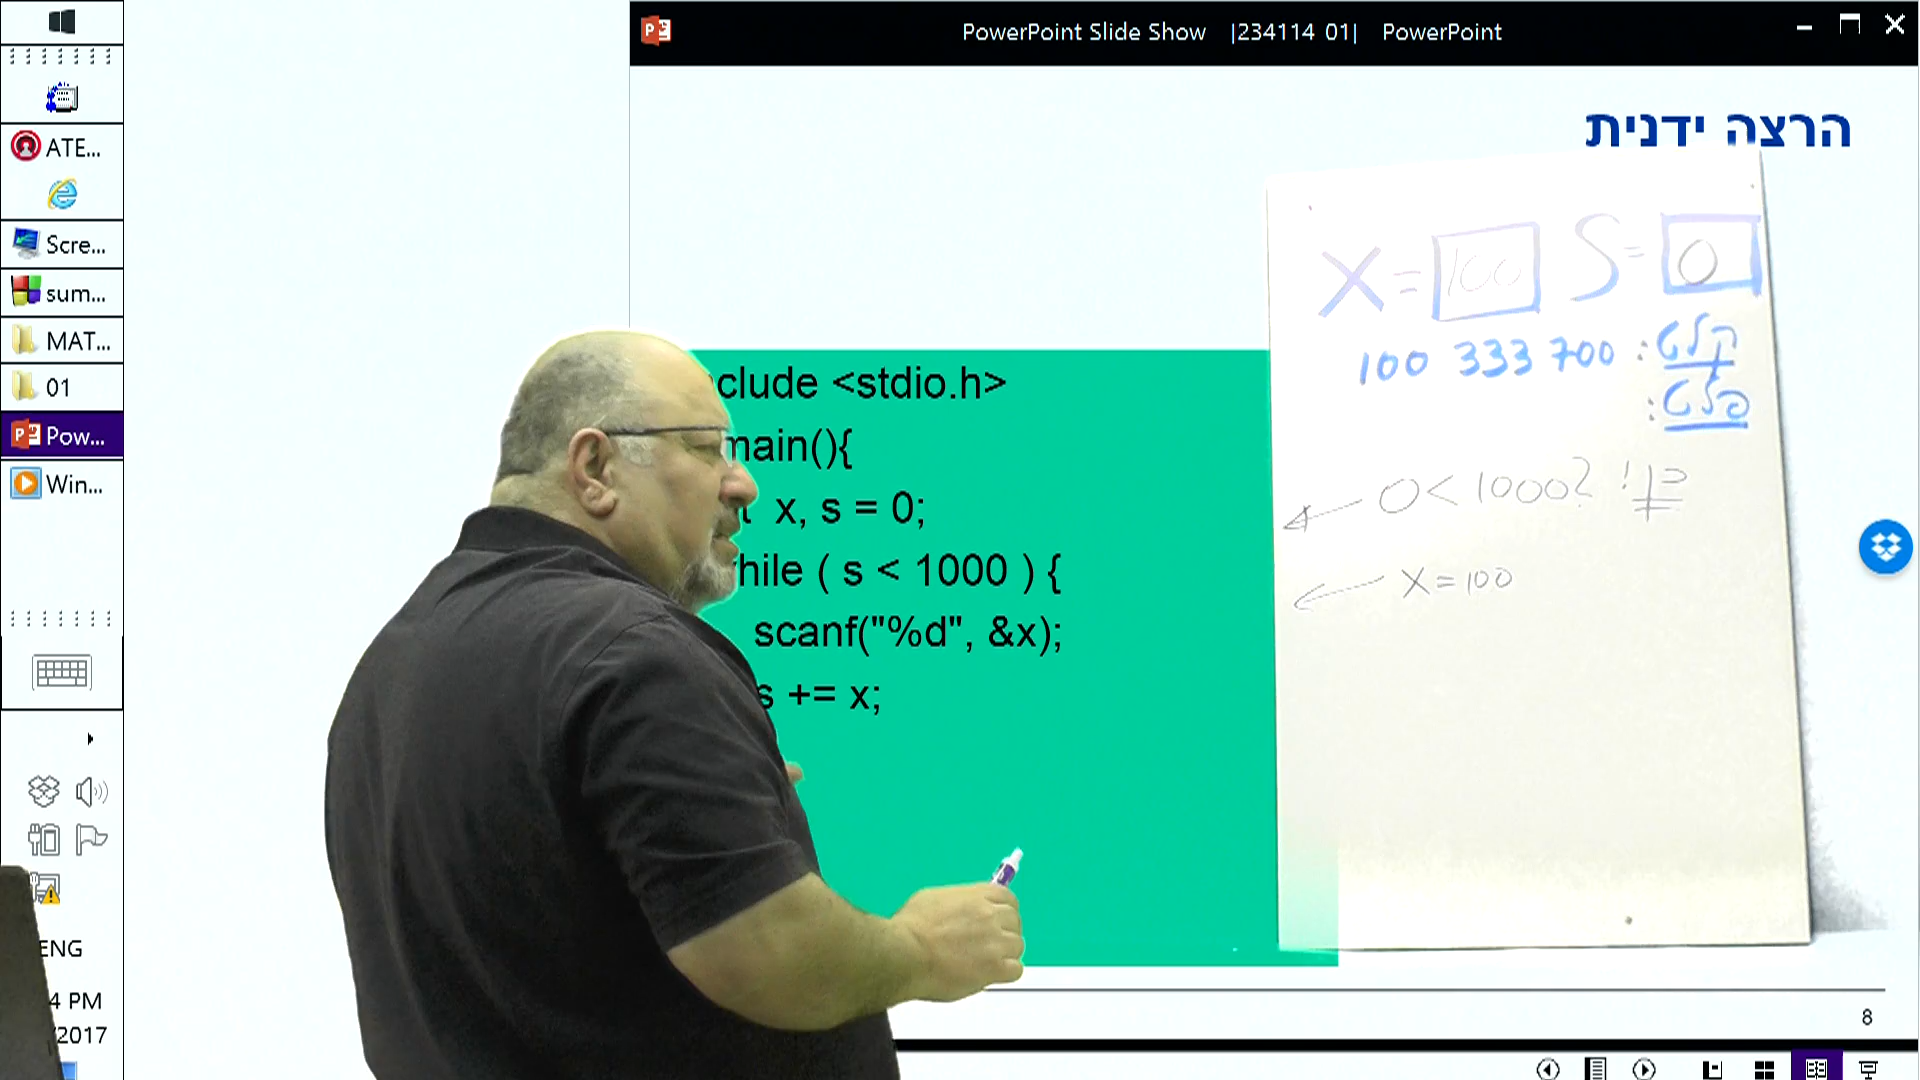 PowerPoint Slide Show |234114 01| PowerPoint
הרצה ידנית
ATE...
Scre...
sum...
MAT...
01
Pow...
Win...
ENG
4 PM
/2017
clude <stdio.h>
main(){
x, s = 0;
hile ( s < 1000 ) {
scanf("%d", &x);
s += x;
X = 100 S = 0
קלט: 100 333 700
פלט:
0 < 1000? כן!
X = 100
8